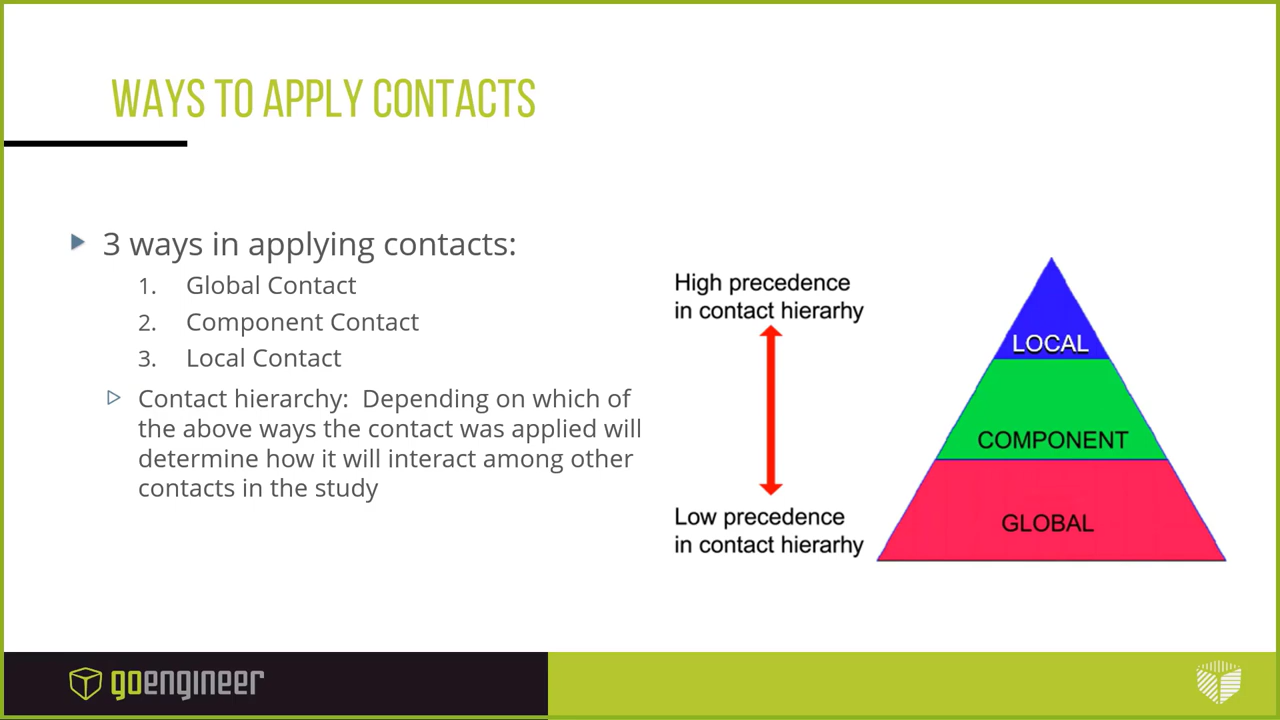 WAYS TO APPLY CONTACTS
3 ways in applying contacts:
1. Global Contact
2. Component Contact
3. Local Contact
Contact hierarchy:  Depending on which of
the above ways the contact was applied will
determine how it will interact among other
contacts in the study
High precedence
in contact hierarhy
Low precedence
in contact hierarhy
LOCAL
COMPONENT
GLOBAL
goengineer